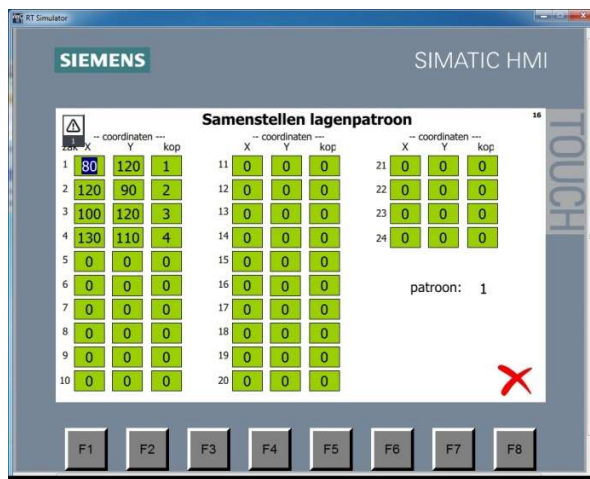 RT Simulator
SIEMENS
SIMATIC HMI
TOUCH
16
Samenstellen lagenpatroon
1
-- coordinaten ---
-- coordinaten ---
-- coordinaten ---
zak X Y kop
X Y kop
X Y kop
1 80 120 1 11 0 0 0 21 0 0 0
2 120 90 2 12 0 0 0 22 0 0 0
3 100 120 3 13 0 0 0 23 0 0 0
4 130 110 4 14 0 0 0 24 0 0 0
5 0 0 0 15 0 0 0
6 0 0 0 16 0 0 0 patroon: 1
7 0 0 0 17 0 0 0
8 0 0 0 18 0 0 0
9 0 0 0 19 0 0 0
10 0 0 0 20 0 0 0
F1 F2 F3 F4 F5 F6 F7 F8